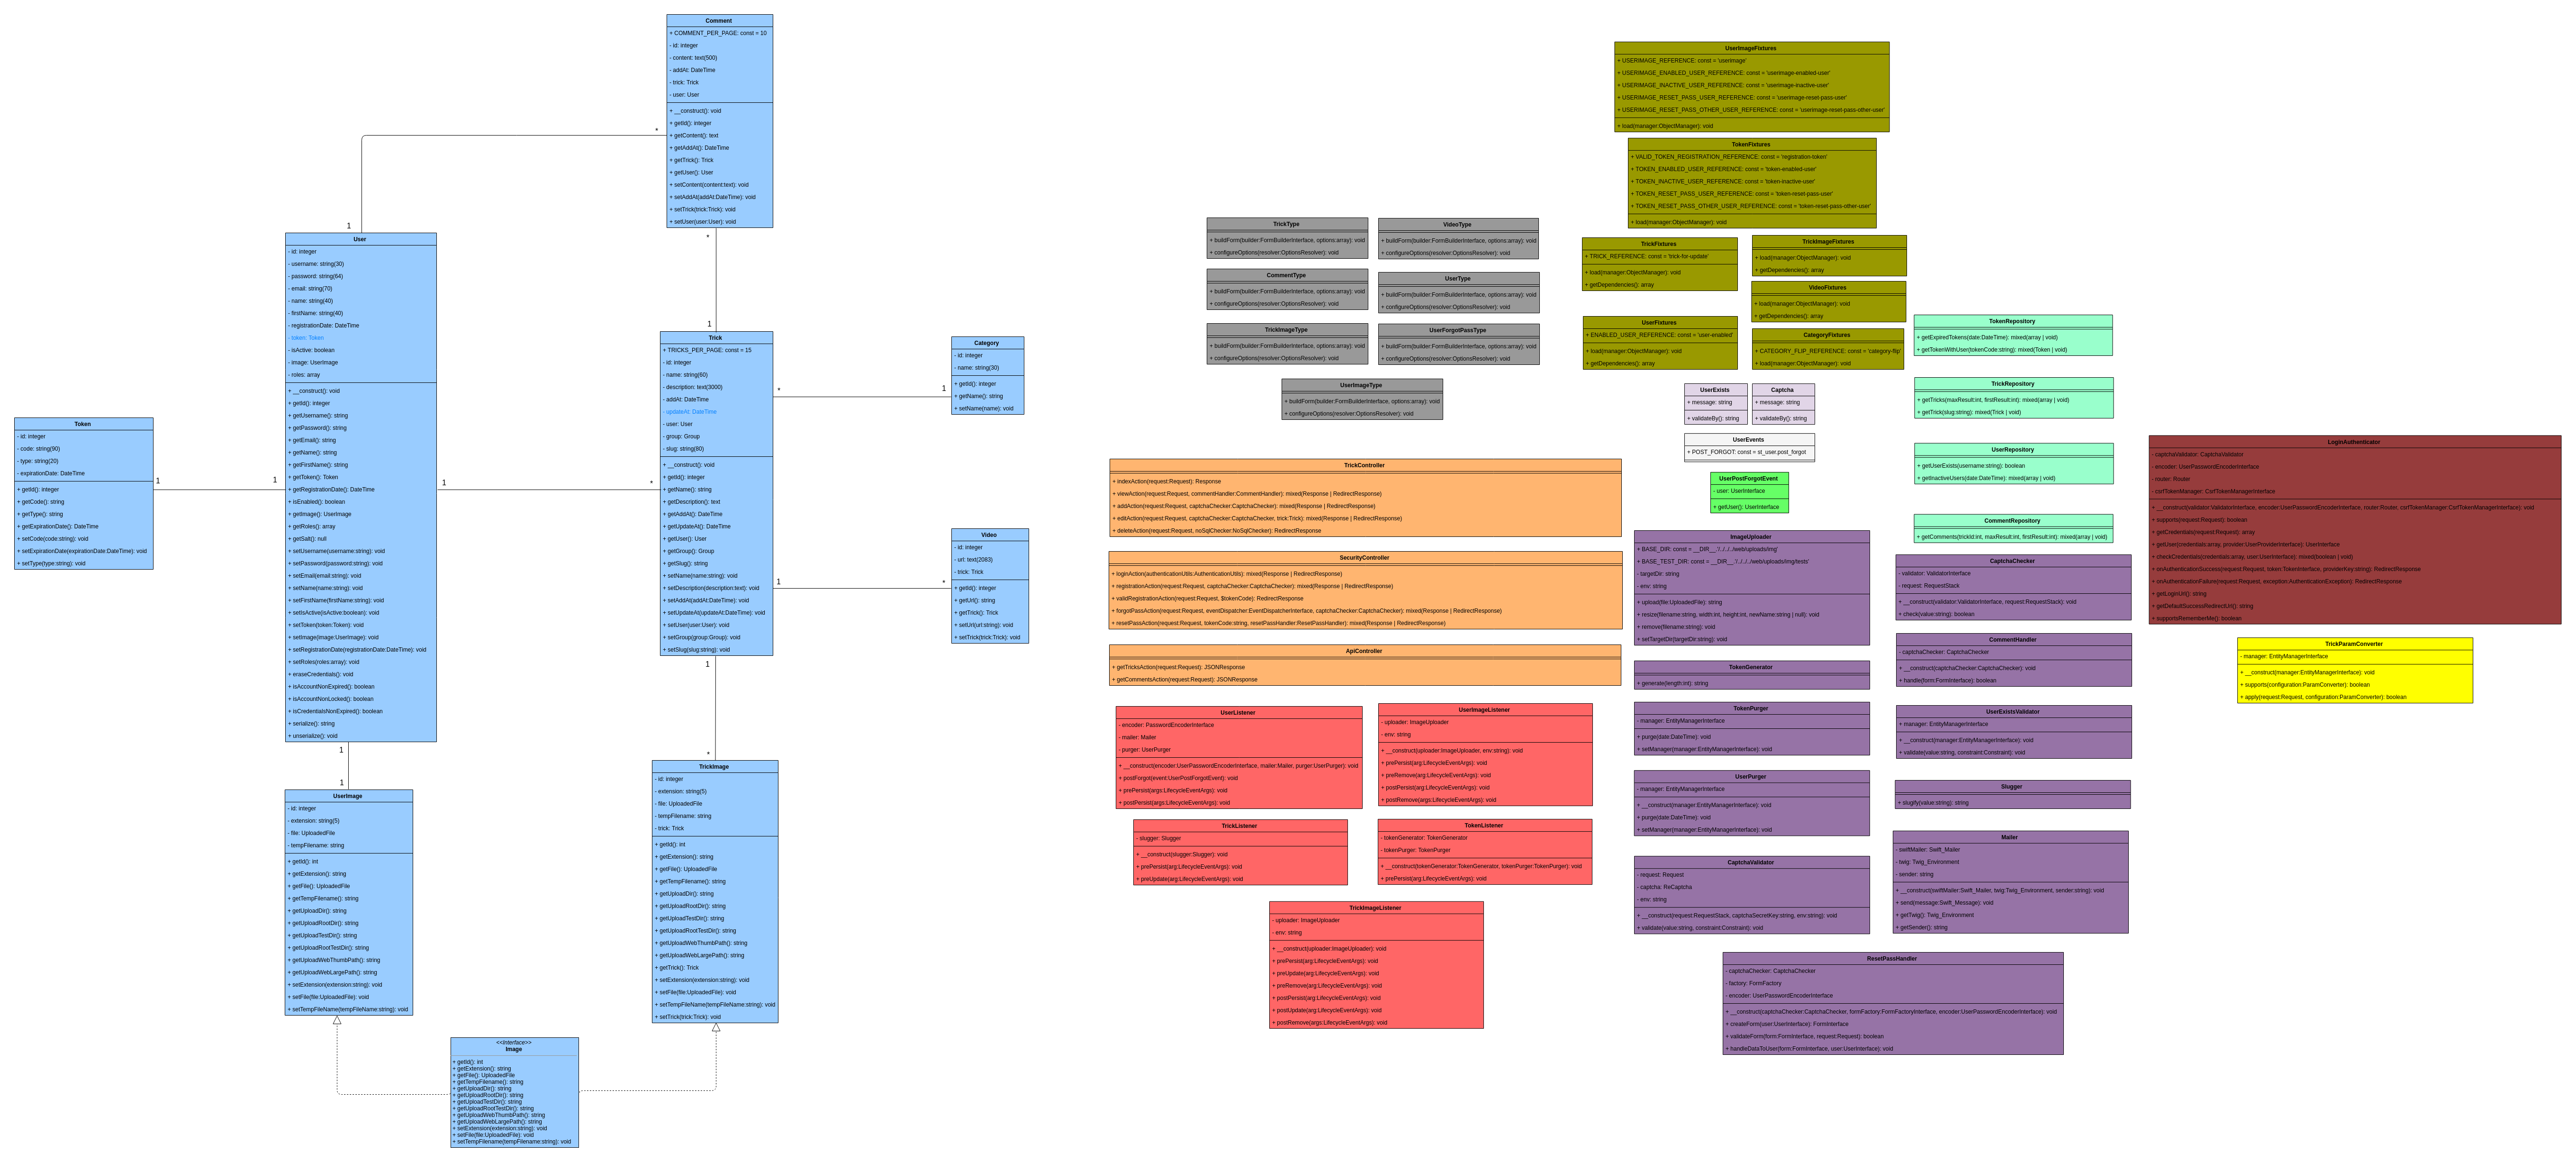 Comment
+ COMMENT_PER_PAGE: const = 10
- id: integer
- content: text(500)
- addAt: DateTime
- trick: Trick
- user: User
+ __construct(): void
+ getId(): integer
+ getContent(): text
+ getAddAt(): DateTime
+ getTrick(): Trick
+ getUser(): User
+ setContent(content:text): void
+ setAddAt(addAt:DateTime): void
+ setTrick(trick:Trick): void
+ setUser(user:User): void
*
1
*
1
User
- id: integer
- username: string(30)
- password: string(64)
- email: string(70)
- name: string(40)
- firstName: string(40)
- registrationDate: DateTime
- token: Token
- isActive: boolean
- image: UserImage
- roles: array
+ __construct(): void
+ getId(): integer
+ getUsername(): string
+ getPassword(): string
+ getEmail(): string
+ getName(): string
+ getFirstName(): string
+ getToken(): Token
+ getRegistrationDate(): DateTime
+ isEnabled(): boolean
+ getImage(): UserImage
+ getRoles(): array
+ getSalt(): null
+ setUsername(username:string): void
+ setPassword(password:string): void
+ setEmail(email:string): void
+ setName(name:string): void
+ setFirstName(firstName:string): void
+ setIsActive(isActive:boolean): void
+ setToken(token:Token): void
+ setImage(image:UserImage): void
+ setRegistrationDate(registrationDate:DateTime): void
+ setRoles(roles:array): void
+ eraseCredentials(): void
+ isAccountNonExpired(): boolean
+ isAccountNonLocked(): boolean
+ isCredentialsNonExpired(): boolean
+ serialize(): string
+ unserialize(): void
Token
- id: integer
- code: string(90)
- type: string(20)
- expirationDate: DateTime
+ getId(): integer
+ getCode(): string
+ getType(): string
+ getExpirationDate(): DateTime
+ setCode(code:string): void
+ setExpirationDate(expirationDate:DateTime): void
+ setType(type:string): void
1
1
1
*
Trick
+ TRICKS_PER_PAGE: const = 15
- id: integer
- name: string(60)
- description: text(3000)
- addAt: DateTime
- updateAt: DateTime
- user: User
- group: Group
- slug: string(80)
+ __construct(): void
+ getId(): integer
+ getName(): string
+ getDescription(): text
+ getAddAt(): DateTime
+ getUpdateAt(): DateTime
+ getUser(): User
+ getGroup(): Group
+ getSlug(): string
+ setName(name:string): void
+ setDescription(description:text): void
+ setAddAt(addAt:DateTime): void
+ setUpdateAt(updateAt:DateTime): void
+ setUser(user:User): void
+ setGroup(group:Group): void
+ setSlug(slug:string): void
*
1
Category
- id: integer
- name: string(30)
+ getId(): integer
+ getName(): string
+ setName(name): void
1
*
Video
- id: integer
- url: text(2083)
- trick: Trick
+ getId(): integer
+ getUrl(): string
+ getTrick(): Trick
+ setUrl(url:string): void
+ setTrick(trick:Trick): void
1
*
1
1
UserImage
- id: integer
- extension: string(5)
- file: UploadedFile
- tempFilename: string
+ getId(): int
+ getExtension(): string
+ getFile(): UploadedFile
+ getTempFilename(): string
+ getUploadDir(): string
+ getUploadRootDir(): string
+ getUploadTestDir(): string
+ getUploadRootTestDir(): string
+ getUploadWebThumbPath(): string
+ getUploadWebLargePath(): string
+ setExtension(extension:string): void
+ setFile(file:UploadedFile): void
+ setTempFileName(tempFileName:string): void
TrickImage
- id: integer
- extension: string(5)
- file: UploadedFile
- tempFilename: string
- trick: Trick
+ getId(): int
+ getExtension(): string
+ getFile(): UploadedFile
+ getTempFilename(): string
+ getUploadDir(): string
+ getUploadRootDir(): string
+ getUploadTestDir(): string
+ getUploadRootTestDir(): string
+ getUploadWebThumbPath(): string
+ getUploadWebLargePath(): string
+ getTrick(): Trick
+ setExtension(extension:string): void
+ setFile(file:UploadedFile): void
+ setTempFileName(tempFileName:string): void
+ setTrick(trick:Trick): void
<<Interface>>
Image
+ getId(): int
+ getExtension(): string
+ getFile(): UploadedFile
+ getTempFilename(): string
+ getUploadDir(): string
+ getUploadRootDir(): string
+ getUploadTestDir(): string
+ getUploadRootTestDir(): string
+ getUploadWebThumbPath(): string
+ getUploadWebLargePath(): string
+ setExtension(extension:string): void
+ setFile(file:UploadedFile): void
+ setTempFilename(tempFilename:string): void
TrickType
+ buildForm(builder:FormBuilderInterface, options:array): void
+ configureOptions(resolver:OptionsResolver): void
VideoType
+ buildForm(builder:FormBuilderInterface, options:array): void
+ configureOptions(resolver:OptionsResolver): void
CommentType
+ buildForm(builder:FormBuilderInterface, options:array): void
+ configureOptions(resolver:OptionsResolver): void
UserType
+ buildForm(builder:FormBuilderInterface, options:array): void
+ configureOptions(resolver:OptionsResolver): void
TrickImageType
+ buildForm(builder:FormBuilderInterface, options:array): void
+ configureOptions(resolver:OptionsResolver): void
UserForgotPassType
+ buildForm(builder:FormBuilderInterface, options:array): void
+ configureOptions(resolver:OptionsResolver): void
UserImageType
+ buildForm(builder:FormBuilderInterface, options:array): void
+ configureOptions(resolver:OptionsResolver): void
TrickController
+ indexAction(request:Request): Response
+ viewAction(request:Request, commentHandler:CommentHandler): mixed(Response | RedirectResponse)
+ addAction(request:Request, captchaChecker:CaptchaChecker): mixed(Response | RedirectResponse)
+ editAction(request:Request, captchaChecker:CaptchaChecker, trick:Trick): mixed(Response | RedirectResponse)
+ deleteAction(request:Request, noSqlChecker:NoSqlChecker): RedirectResponse
SecurityController
+ loginAction(authenticationUtils:AuthenticationUtils): mixed(Response | RedirectResponse)
+ registrationAction(request:Request, captchaChecker:CaptchaChecker): mixed(Response | RedirectResponse)
+ validRegistrationAction(request:Request, $tokenCode): RedirectResponse
+ forgotPassAction(request:Request, eventDispatcher:EventDispatcherInterface, captchaChecker:CaptchaChecker): mixed(Response | RedirectResponse)
+ resetPassAction(request:Request, tokenCode:string, resetPassHandler:ResetPassHandler): mixed(Response | RedirectResponse)
ApiController
+ getTricksAction(request:Request): JSONResponse
+ getCommentsAction(request:Request): JSONResponse
UserListener
- encoder: PasswordEncoderInterface
- mailer: Mailer
- purger: UserPurger
+ __construct(encoder:UserPasswordEncoderInterface, mailer:Mailer, purger:UserPurger): void
+ postForgot(event:UserPostForgotEvent): void
+ prePersist(args:LifecycleEventArgs): void
+ postPersist(args:LifecycleEventArgs): void
UserImageListener
- uploader: ImageUploader
- env: string
+ __construct(uploader:ImageUploader, env:string): void
+ prePersist(arg:LifecycleEventArgs): void
+ preRemove(arg:LifecycleEventArgs): void
+ postPersist(arg:LifecycleEventArgs): void
+ postRemove(args:LifecycleEventArgs): void
TrickListener
- slugger: Slugger
+ __construct(slugger:Slugger): void
+ prePersist(arg:LifecycleEventArgs): void
+ preUpdate(arg:LifecycleEventArgs): void
TokenListener
- tokenGenerator: TokenGenerator
- tokenPurger: TokenPurger
+ __construct(tokenGenerator:TokenGenerator, tokenPurger:TokenPurger): void
+ prePersist(arg:LifecycleEventArgs): void
TrickImageListener
- uploader: ImageUploader
- env: string
+ __construct(uploader:ImageUploader): void
+ prePersist(arg:LifecycleEventArgs): void
+ preUpdate(arg:LifecycleEventArgs): void
+ preRemove(arg:LifecycleEventArgs): void
+ postPersist(arg:LifecycleEventArgs): void
+ postUpdate(arg:LifecycleEventArgs): void
+ postRemove(args:LifecycleEventArgs): void
UserImageFixtures
+ USERIMAGE_REFERENCE: const = 'userImage'
+ USERIMAGE_ENABLED_USER_REFERENCE: const = 'userimage-enabled-user'
+ USERIMAGE_INACTIVE_USER_REFERENCE: const = 'userimage-inactive-user'
+ USERIMAGE_RESET_PASS_USER_REFERENCE: const = 'userimage-reset-pass-user'
+ USERIMAGE_RESET_PASS_OTHER_USER_REFERENCE: const = 'userimage-reset-pass-other-user'
+ load(manager:ObjectManager): void
TokenFixtures
+ VALID_TOKEN_REGISTRATION_REFERENCE: const = 'registration-token'
+ TOKEN_ENABLED_USER_REFERENCE: const = 'token-enabled-user'
+ TOKEN_INACTIVE_USER_REFERENCE: const = 'token-inactive-user'
+ TOKEN_RESET_PASS_USER_REFERENCE: const = 'token-reset-pass-user'
+ TOKEN_RESET_PASS_OTHER_USER_REFERENCE: const = 'token-reset-pass-other-user'
+ load(manager:ObjectManager): void
TrickFixtures
+ TRICK_REFERENCE: const = 'trick-for-update'
+ load(manager:ObjectManager): void
+ getDependencies(): array
TrickImageFixtures
+ load(manager:ObjectManager): void
+ getDependencies(): array
VideoFixtures
+ load(manager:ObjectManager): void
+ getDependencies(): array
UserFixtures
+ ENABLED_USER_REFERENCE: const = 'user-enabled'
+ load(manager:ObjectManager): void
+ getDependencies(): array
CategoryFixtures
+ CATEGORY_FLIP_REFERENCE: const = 'category-flip'
+ load(manager:ObjectManager): void
UserExists
+ message: string
+ validateBy(): string
Captcha
+ message: string
+ validateBy(): string
UserEvents
+ POST_FORGOT: const = st_user.post_forgot
UserPostForgotEvent
- user: UserInterface
+ getUser(): UserInterface
TokenRepository
+ getExpiredTokens(date:DateTime): mixed(array | void)
+ getTokenWithUser(tokenCode:string): mixed(Token | void)
TrickRepository
+ getTricks(maxResult:int, firstResult:int): mixed(array | void)
+ getTrick(slug:string): mixed(Trick | void)
UserRepository
+ getUserExists(username:string): boolean
+ getInactiveUsers(date:DateTime): mixed(array | void)
CommentRepository
+ getComments(trickId:int, maxResult:int, firstResult:int): mixed(array | void)
ImageUploader
+ BASE_DIR: const = __DIR__.'/../../../web/uploads/img'
+ BASE_TEST_DIR: const = __DIR__.'/../../../web/uploads/img/tests'
- targetDir: string
- env: string
+ upload(file:UploadedFile): string
+ resize(filename:string, width:int, height:int, newName:string | null): void
+ remove(filename:string): void
+ setTargetDir(targetDir:string): void
TokenGenerator
+ generate(length:int): string
TokenPurger
- manager: EntityManagerInterface
+ purge(date:DateTime): void
+ setManager(manager:EntityManagerInterface): void
UserPurger
- manager: EntityManagerInterface
+ __construct(manager:EntityManagerInterface): void
+ purge(date:DateTime): void
+ setManager(manager:EntityManagerInterface): void
CaptchaValidator
- request: Request
- captcha: ReCaptcha
- env: string
+ __construct(request:RequestStack, captchaSecretKey:string, env:string): void
+ validate(value:string, constraint:Constraint): void
CaptchaChecker
- validator: ValidatorInterface
- request: RequestStack
+ __construct(validator:ValidatorInterface, request:RequestStack): void
+ check(value:string): boolean
CommentHandler
- captchaChecker: CaptchaChecker
+ __construct(captchaChecker:CaptchaChecker): void
+ handle(form:FormInterface): boolean
UserExistsValidator
+ manager: EntityManagerInterface
+ __construct(manager:EntityManagerInterface): void
+ validate(value:string, constraint:Constraint): void
Slugger
+ slugify(value:string): string
Mailer
- swiftMailer: Swift_Mailer
- twig: Twig_Environment
- sender: string
+ __construct(swiftMailer:Swift_Mailer, twig:Twig_Environment, sender:string): void
+ send(message:Swift_Message): void
+ getTwig(): Twig_Environment
+ getSender(): string
ResetPassHandler
- captchaChecker: CaptchaChecker
- factory: FormFactory
- encoder: UserPasswordEncoderInterface
+ __construct(captchaChecker:CaptchaChecker, formFactory:FormFactoryInterface, encoder:UserPasswordEncoderInterface): void
+ createForm(user:UserInterface): FormInterface
+ validateForm(form:FormInterface, request:Request): boolean
+ handleDataToUser(form:FormInterface, user:UserInterface): void
LoginAuthenticator
- captchaValidator: CaptchaValidator
- encoder: UserPasswordEncoderInterface
- router: Router
- csrfTokenManager: CsrfTokenManagerInterface
+ __construct(validator:ValidatorInterface, encoder:UserPasswordEncoderInterface, router:Router, csrfTokenManager:CsrfTokenManagerInterface): void
+ supports(request:Request): boolean
+ getCredentials(request:Request): array
+ getUser(credentials:array, provider:UserProviderInterface): UserInterface
+ checkCredentials(credentials:array, user:UserInterface): mixed(boolean | void)
+ onAuthenticationSuccess(request:Request, token:TokenInterface, providerKey:string): RedirectResponse
+ onAuthenticationFailure(request:Request, exception:AuthenticationException): RedirectResponse
+ getLoginUrl(): string
+ getDefaultSuccessRedirectUrl(): string
+ supportsRememberMe(): boolean
TrickParamConverter
- manager: EntityManagerInterface
+ __construct(manager:EntityManagerInterface): void
+ supports(configuration:ParamConverter): boolean
+ apply(request:Request, configuration:ParamConverter): boolean